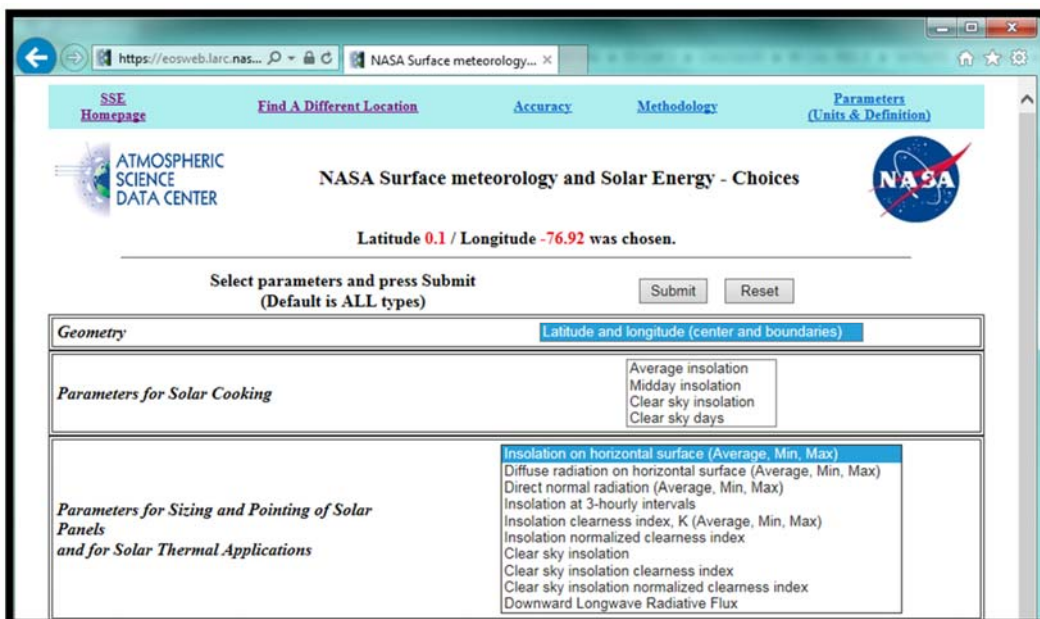 https://eosweb.larc.nas... NASA Surface meteorology...
SSE Homepage Find A Different Location Accuracy Methodology Parameters (Units & Definition)
ATMOSPHERIC
SCIENCE
DATA CENTER
NASA Surface meteorology and Solar Energy - Choices
NASA
Latitude 0.1 / Longitude -76.92 was chosen.
Select parameters and press Submit
(Default is ALL types)
Submit Reset
Geometry Latitude and longitude (center and boundaries)
Parameters for Solar Cooking
Average insolation
Midday insolation
Clear sky insolation
Clear sky days
Parameters for Sizing and Pointing of Solar
Panels
and for Solar Thermal Applications
Insolation on horizontal surface (Average, Min, Max)
Diffuse radiation on horizontal surface (Average, Min, Max)
Direct normal radiation (Average, Min, Max)
Insolation at 3-hourly intervals
Insolation clearness index, K (Average, Min, Max)
Insolation normalized clearness index
Clear sky insolation
Clear sky insolation clearness index
Clear sky insolation normalized clearness index
Downward Longwave Radiative Flux